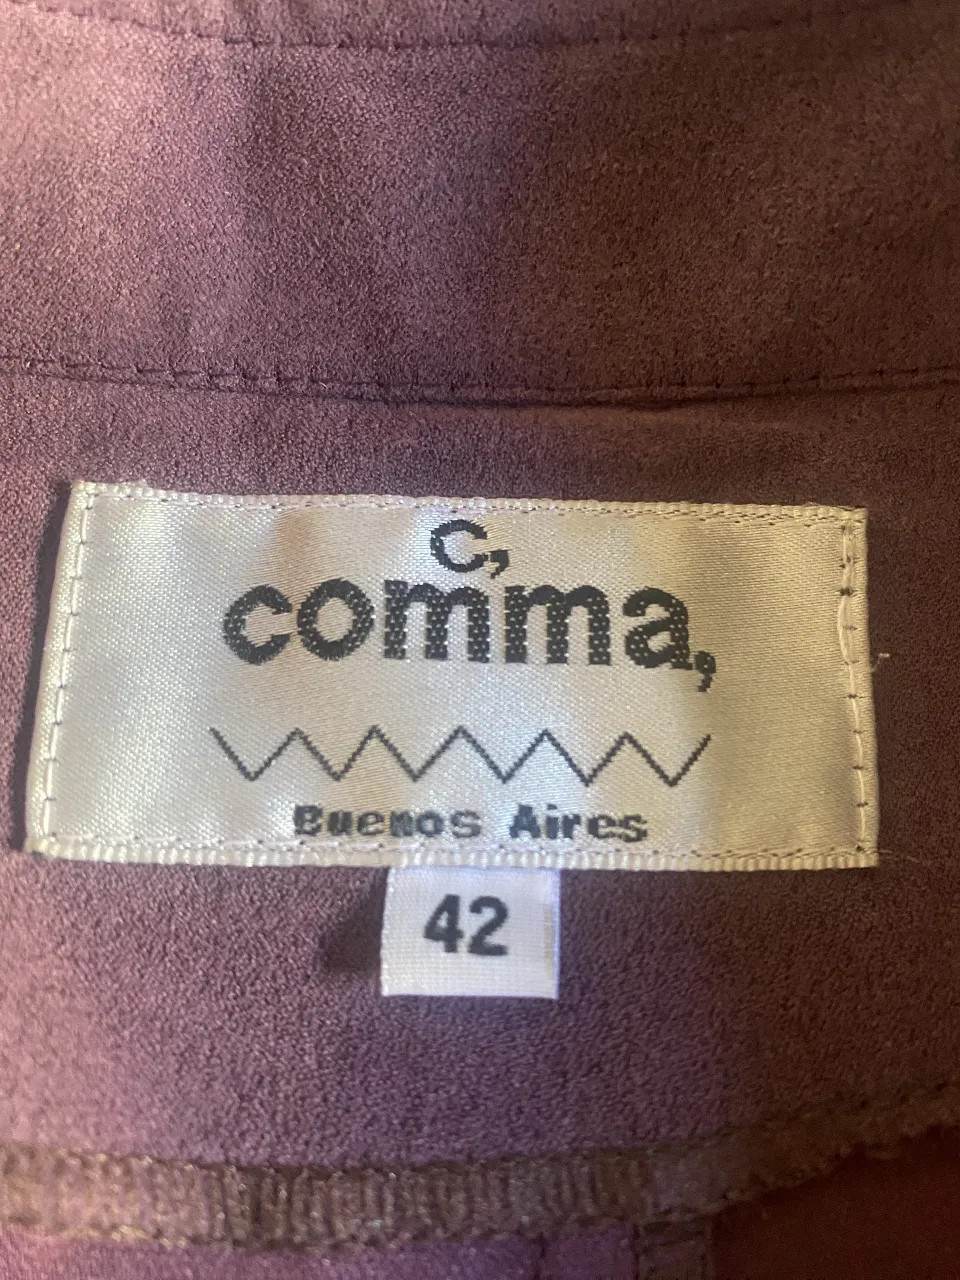 c,
comma,
Buenos Aires
42